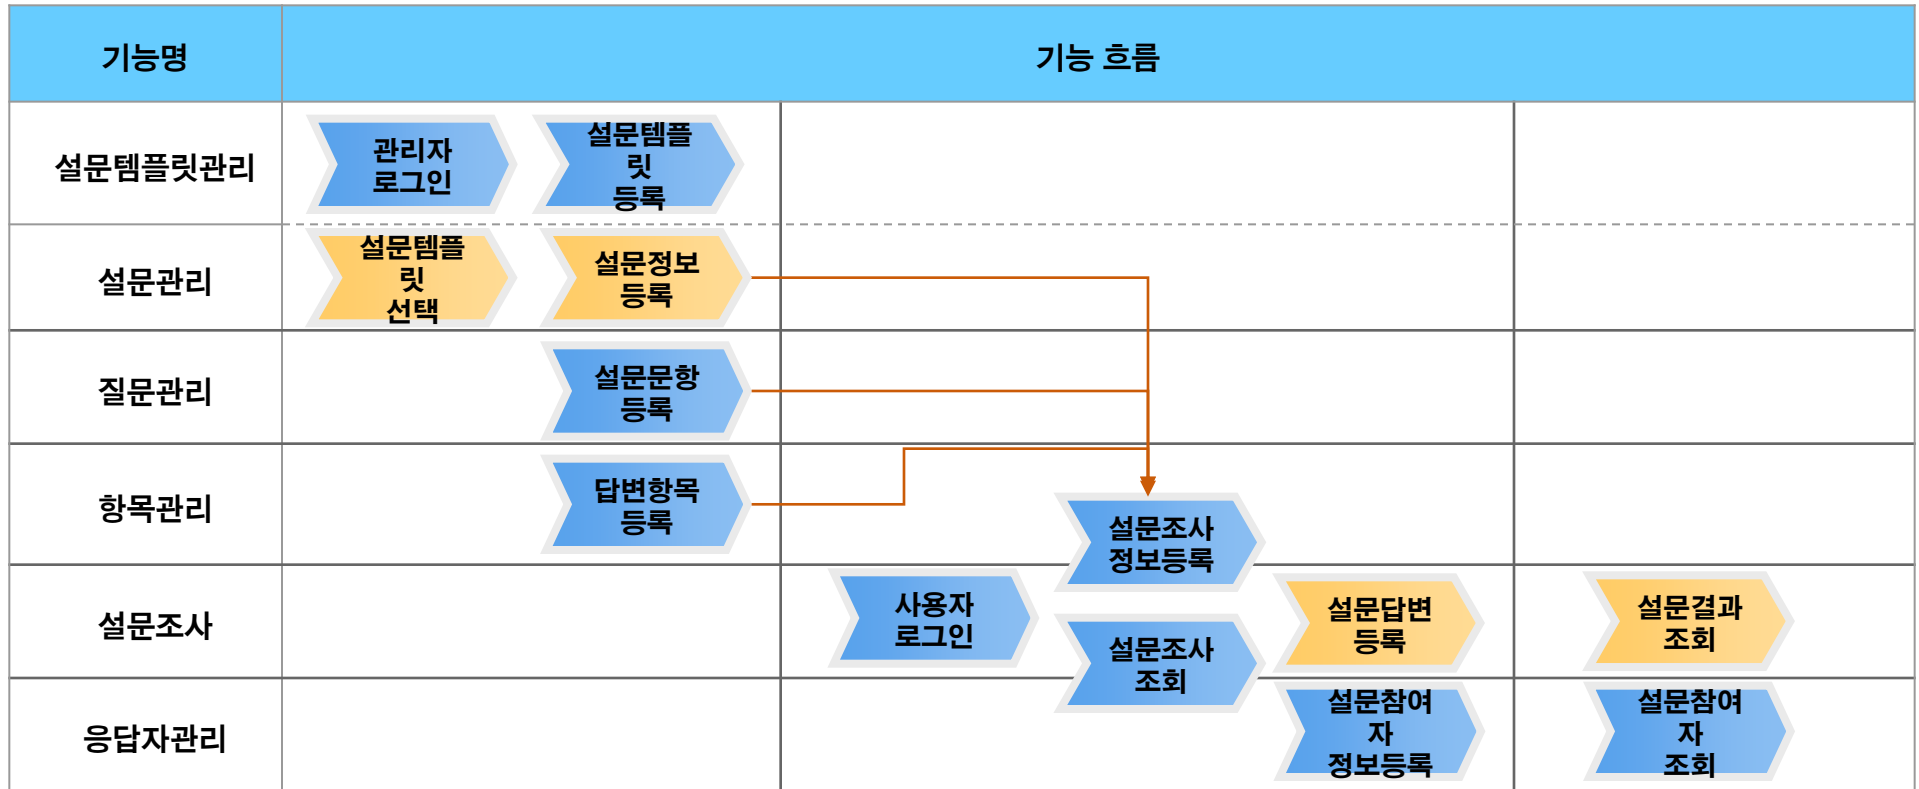 기능명
기능 흐름
설문템플릿관리
관리자
로그인
설문템플
릿
등록
설문관리
설문템플
릿
선택
설문정보
등록
질문관리
설문문항
등록
항목관리
답변항목
등록
설문조사
정보등록
설문조사
사용자
로그인
설문조사
조회
설문답변
등록
설문결과
조회
응답자관리
설문참여
자
정보등록
설문참여
자
조회